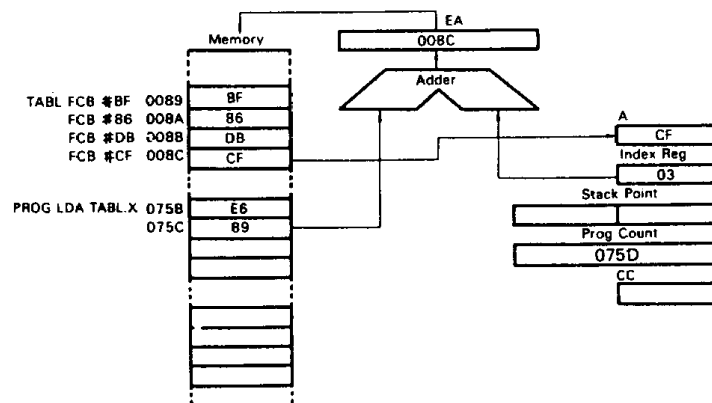 EA
Memory
008C
Adder
TABL FCB #BF 0089 BF
FCB #86 008A 86
FCB #DB 008B DB
FCB #CF 008C CF
A
CF
Index Reg
03
Stack Point
PROG LDA TABL.X 075B E6
075C 89
Prog Count
075D
CC